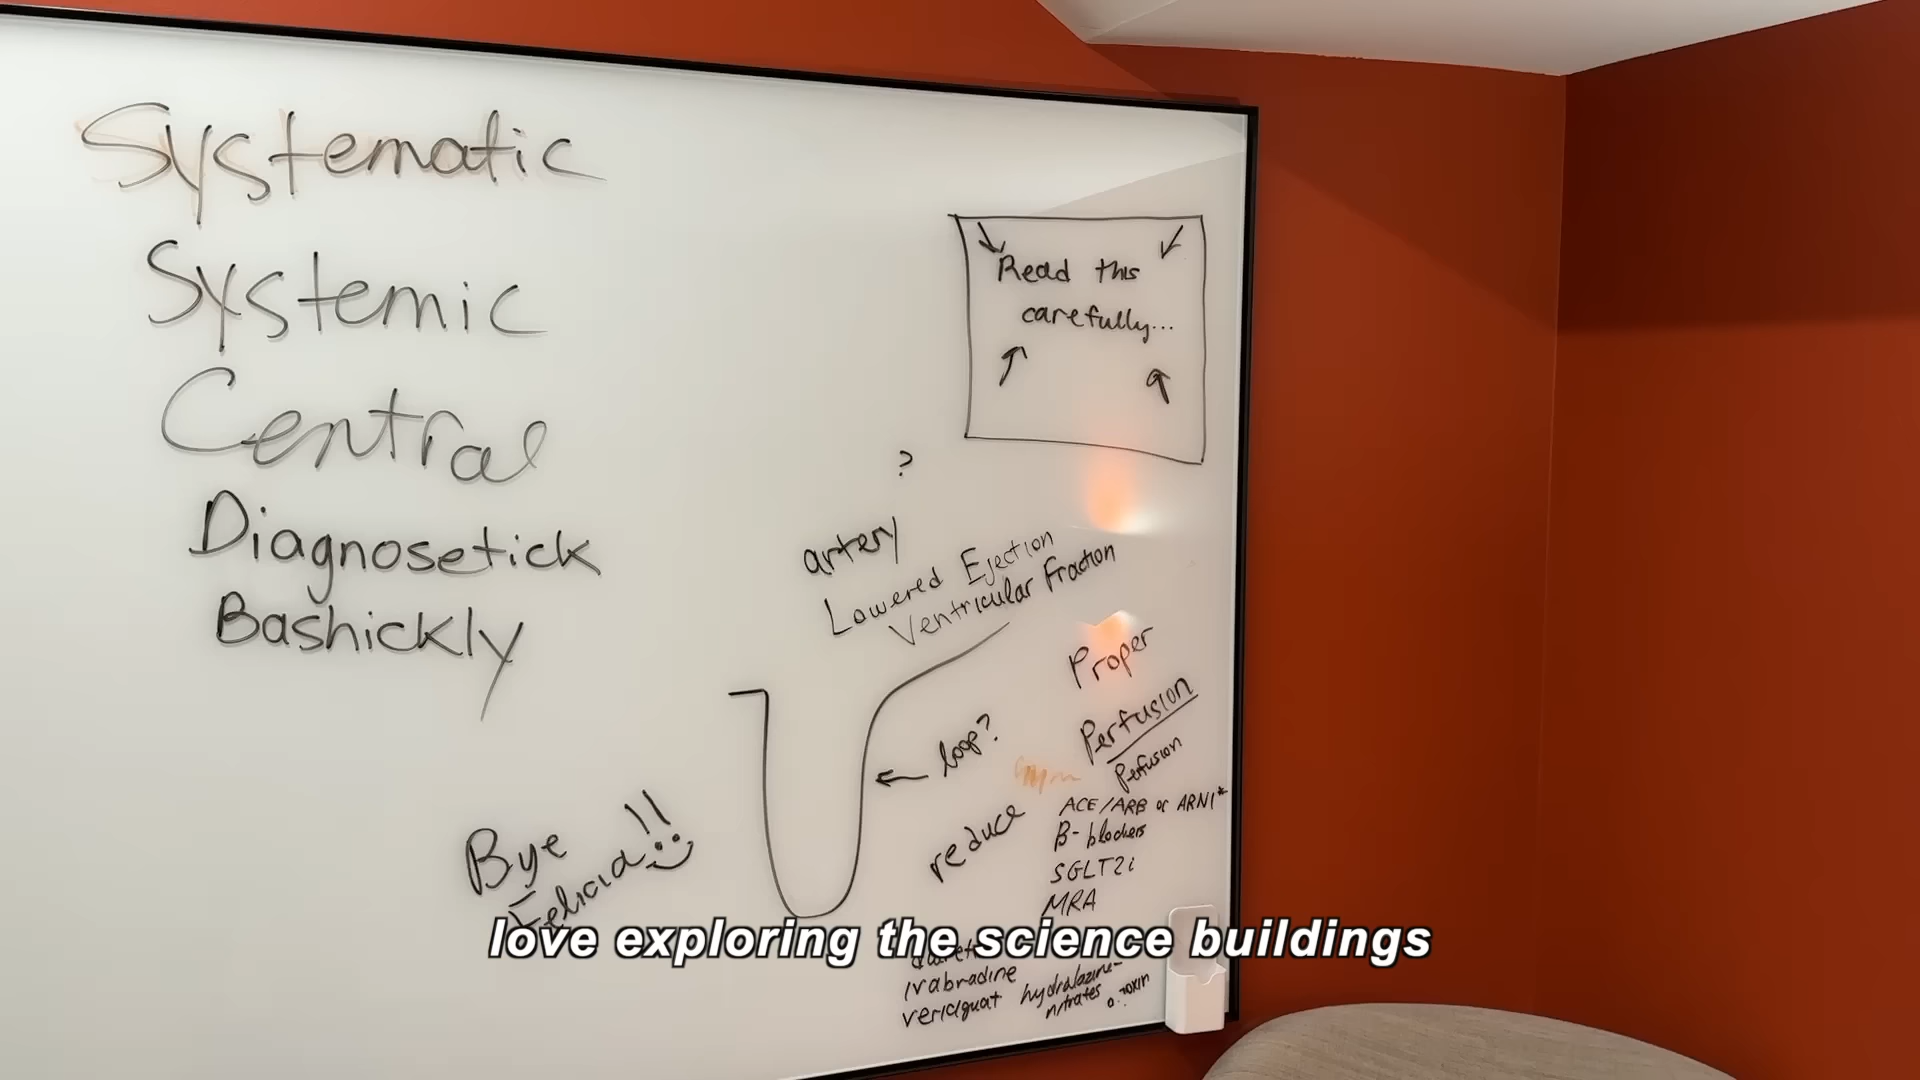 Systematic
Systemic
Central
Diagnosetick
Bashickly
Read this
carefully...
?
artery
Lowered Ejection
Ventricular Fraction
Proper
Perfusion
Perfusion
loop?
reduce
ACE/ARB or ARNI*
B-blockers
SGLT2i
MRA
Bye
Felicia!!
love exploring the science buildings
ivabradine
vericiguat
hydralazine-
nitrates